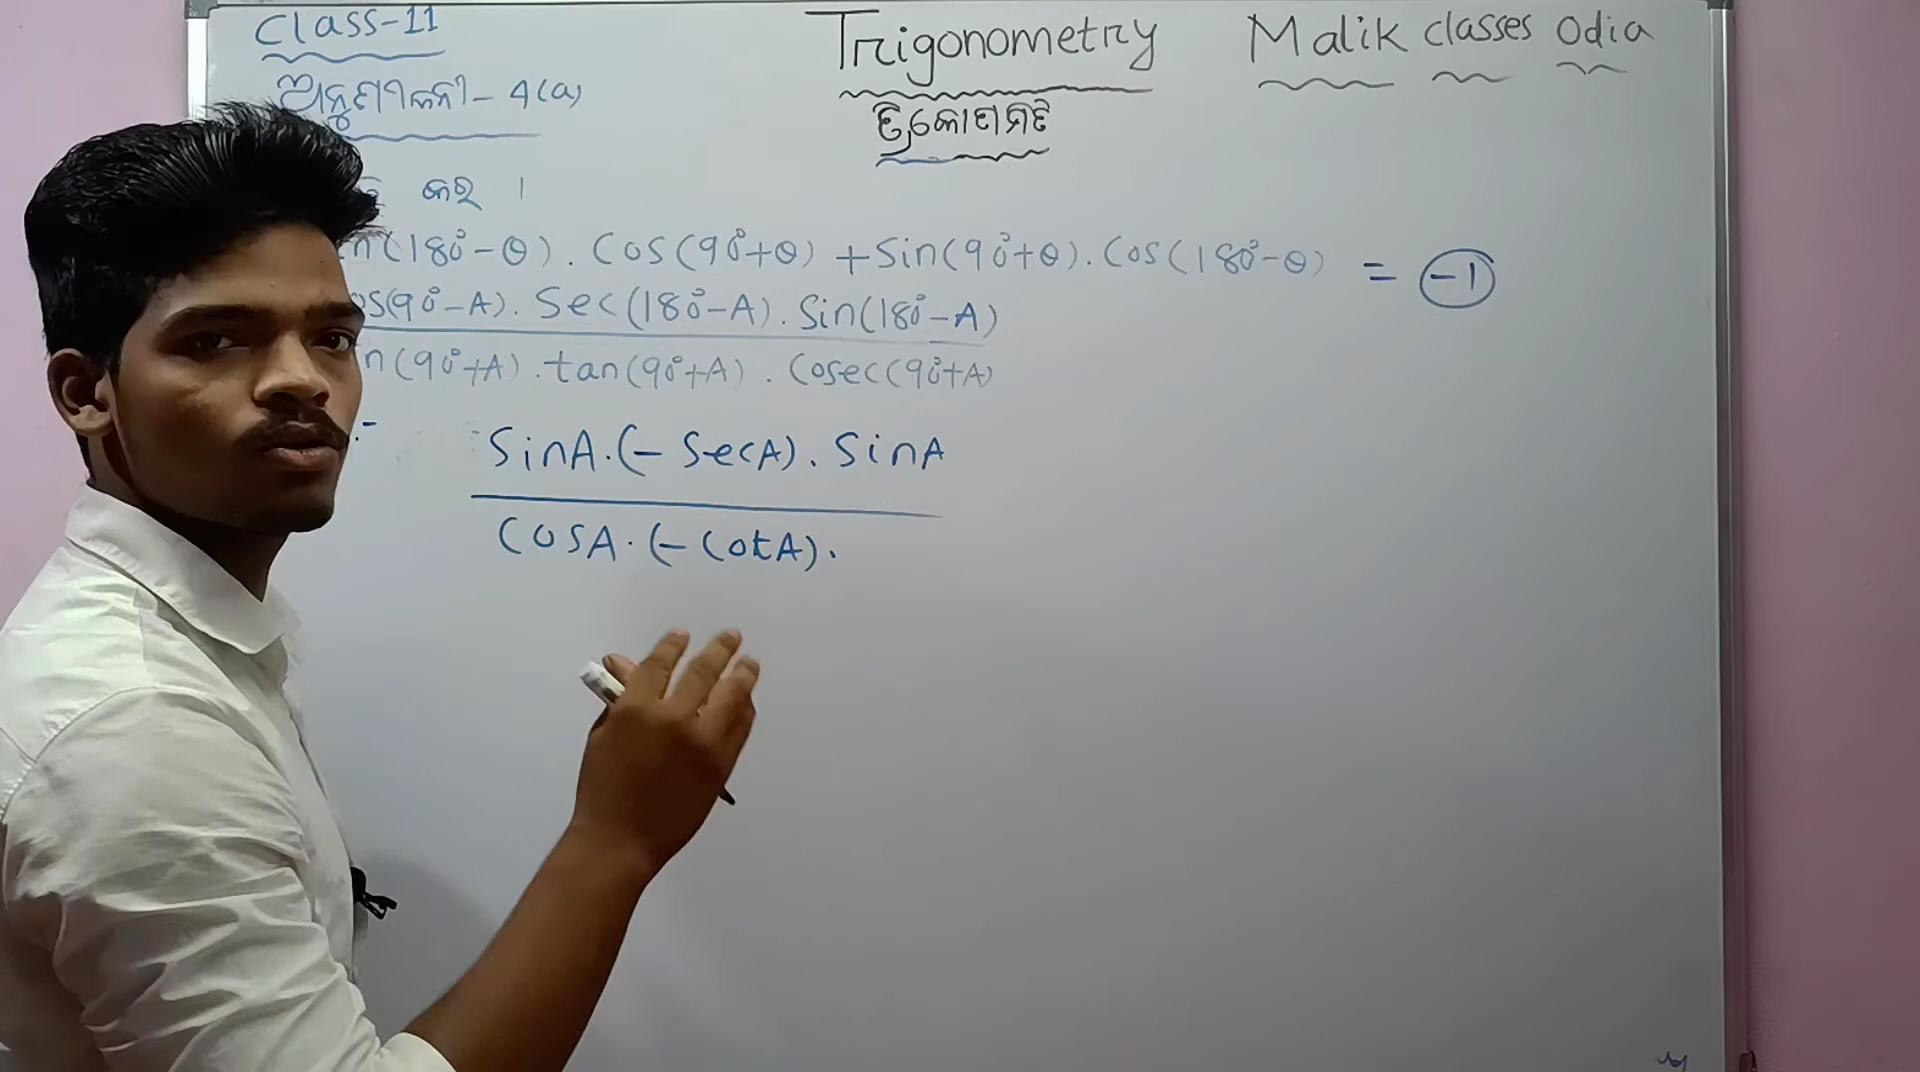 Class-11
Trigonometry
Malik classes Odia
ଅନୁଶୀଳନୀ - 4(a)
ତ୍ରିକୋଣମିତି
କର ।
n(180°-θ). Cos(90°+θ) + Sin(90°+θ). Cos(180°-θ) = -1
os(90°-A). Sec(180°-A). Sin(180°-A)
n(90°+A). tan(90°+A). Cosec(90°+A)
SinA.(- SecA). SinA
CosA.(- CotA).